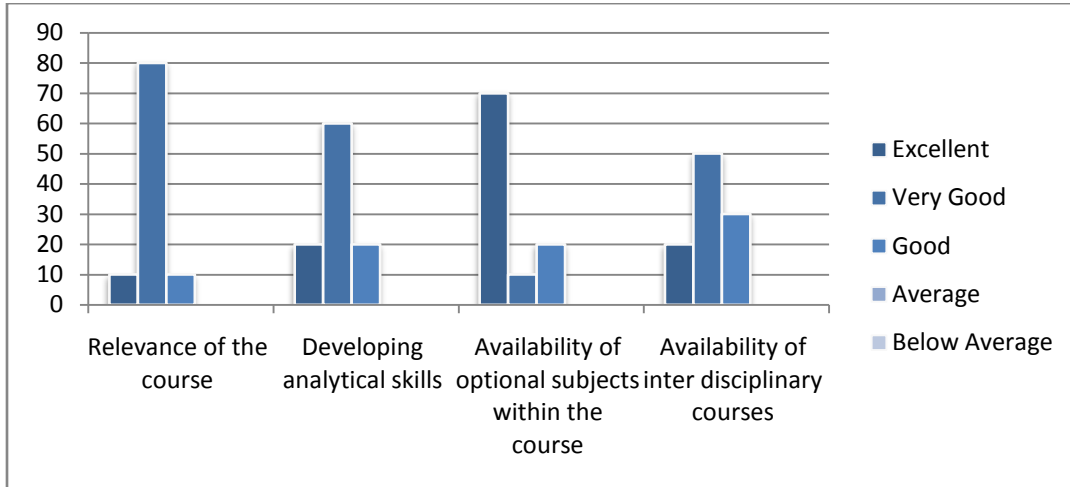 90
80
70
60
50
40
30
20
10
0
Relevance of the
course
Developing
analytical skills
Availability of
optional subjects
within the
course
Availability of
inter disciplinary
courses
Excellent
Very Good
Good
Average
Below Average